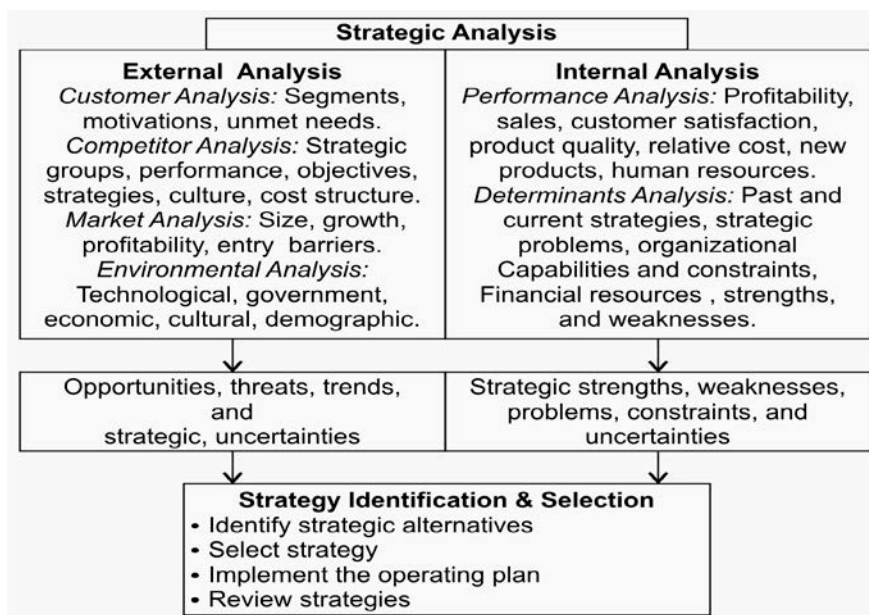 Strategic Analysis
External Analysis
Customer Analysis: Segments,
motivations, unmet needs.
Competitor Analysis: Strategic
groups, performance, objectives,
strategies, culture, cost structure.
Market Analysis: Size, growth,
profitability, entry barriers.
Environmental Analysis:
Technological, government,
economic, cultural, demographic.
Internal Analysis
Performance Analysis: Profitability,
sales, customer satisfaction,
product quality, relative cost, new
products, human resources.
Determinants Analysis: Past and
current strategies, strategic
problems, organizational
Capabilities and constraints,
Financial resources , strengths,
and weaknesses.
Opportunities, threats, trends,
and
strategic, uncertainties
Strategic strengths, weaknesses,
problems, constraints, and
uncertainties
Strategy Identification & Selection
• Identify strategic alternatives
• Select strategy
• Implement the operating plan
• Review strategies